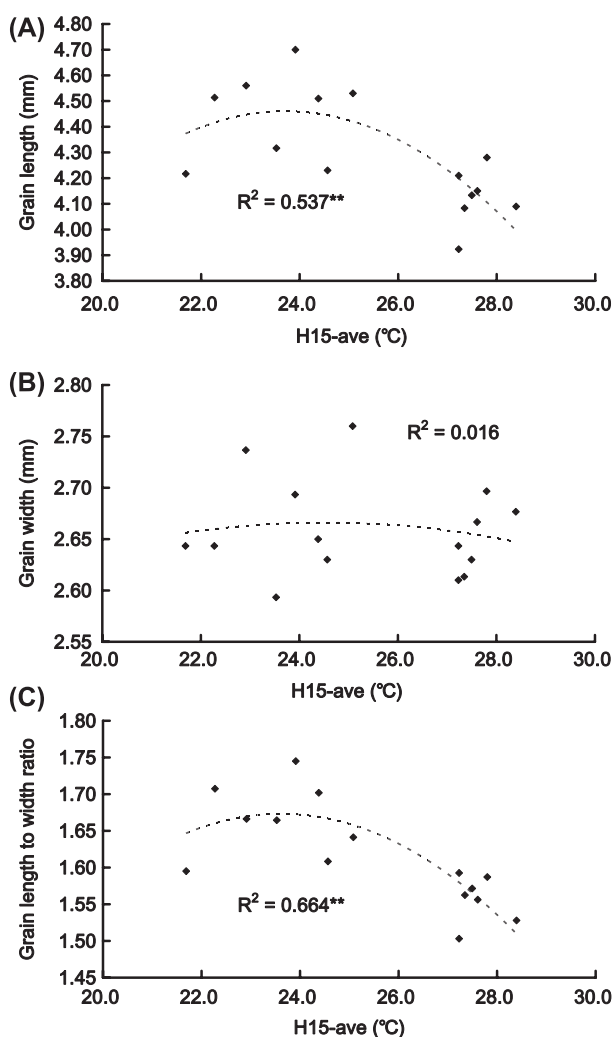 (A)
4.80
4.70
4.60
4.50
4.40
4.30
4.20
4.10
4.00
3.90
3.80
Grain length (mm)
R² = 0.537**
20.0 22.0 24.0 26.0 28.0 30.0
H15-ave (℃)
(B)
2.80
2.75
2.70
2.65
2.60
2.55
Grain width (mm)
R² = 0.016
20.0 22.0 24.0 26.0 28.0 30.0
H15-ave (℃)
(C)
1.80
1.75
1.70
1.65
1.60
1.55
1.50
1.45
Grain length to width ratio
R² = 0.664**
20.0 22.0 24.0 26.0 28.0 30.0
H15-ave (℃)